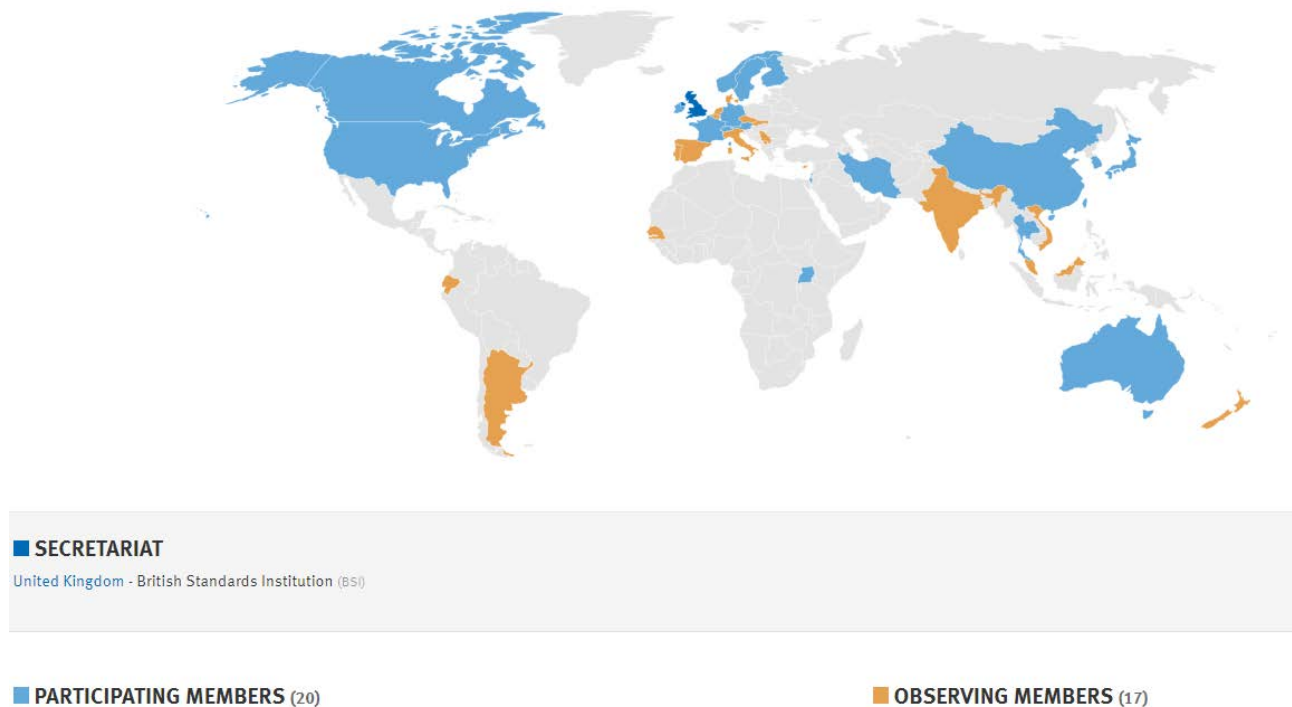 SECRETARIAT
United Kingdom - British Standards Institution (BSI)
PARTICIPATING MEMBERS (20)
OBSERVING MEMBERS (17)